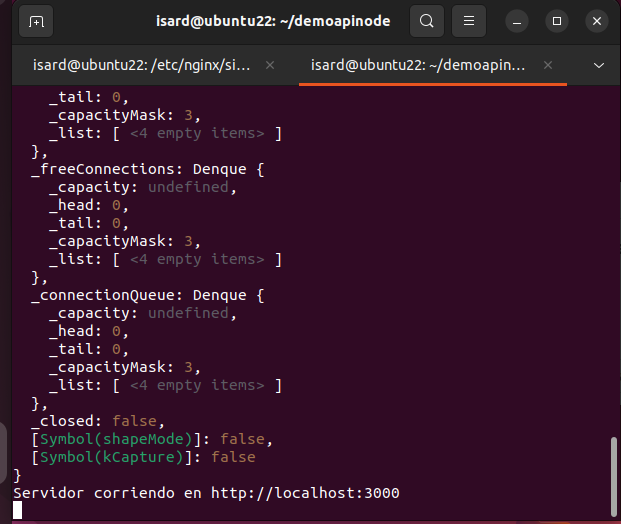 isard@ubuntu22: ~/demoapinode
isard@ubuntu22: /etc/nginx/si...
isard@ubuntu22: ~/demoapin...
_tail: 0,
_capacityMask: 3,
_list: [ <4 empty items> ]
},
_freeConnections: Denque {
_capacity: undefined,
_head: 0,
_tail: 0,
_capacityMask: 3,
_list: [ <4 empty items> ]
},
_connectionQueue: Denque {
_capacity: undefined,
_head: 0,
_tail: 0,
_capacityMask: 3,
_list: [ <4 empty items> ]
},
_closed: false,
[Symbol(shapeMode)]: false,
[Symbol(kCapture)]: false
}
Servidor corriendo en http://localhost:3000